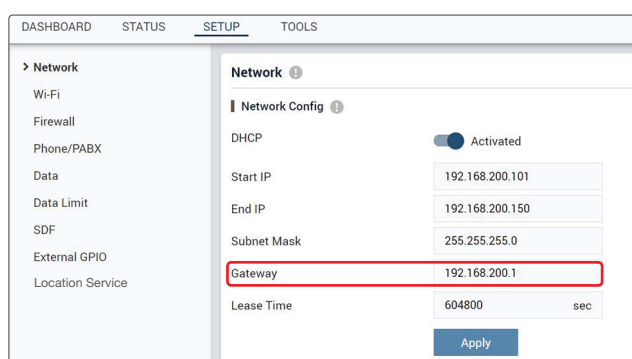 DASHBOARD STATUS SETUP TOOLS
> Network
Wi-Fi
Firewall
Phone/PABX
Data
Data Limit
SDF
External GPIO
Location Service
Network !
Network Config !
DHCP Activated
Start IP 192.168.200.101
End IP 192.168.200.150
Subnet Mask 255.255.255.0
Gateway 192.168.200.1
Lease Time 604800 sec
Apply